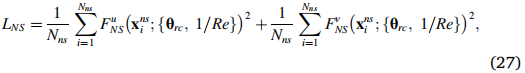 L_{NS} = \frac{1}{N_{ns}} \sum_{i=1}^{N_{ns}} F_{NS}^{u}(\mathbf{x}_{i}^{ns}; \{\boldsymbol{\theta}_{rc}, 1/Re\})^{2} + \frac{1}{N_{ns}} \sum_{i=1}^{N_{ns}} F_{NS}^{v}(\mathbf{x}_{i}^{ns}; \{\boldsymbol{\theta}_{rc}, 1/Re\})^{2},
(27)